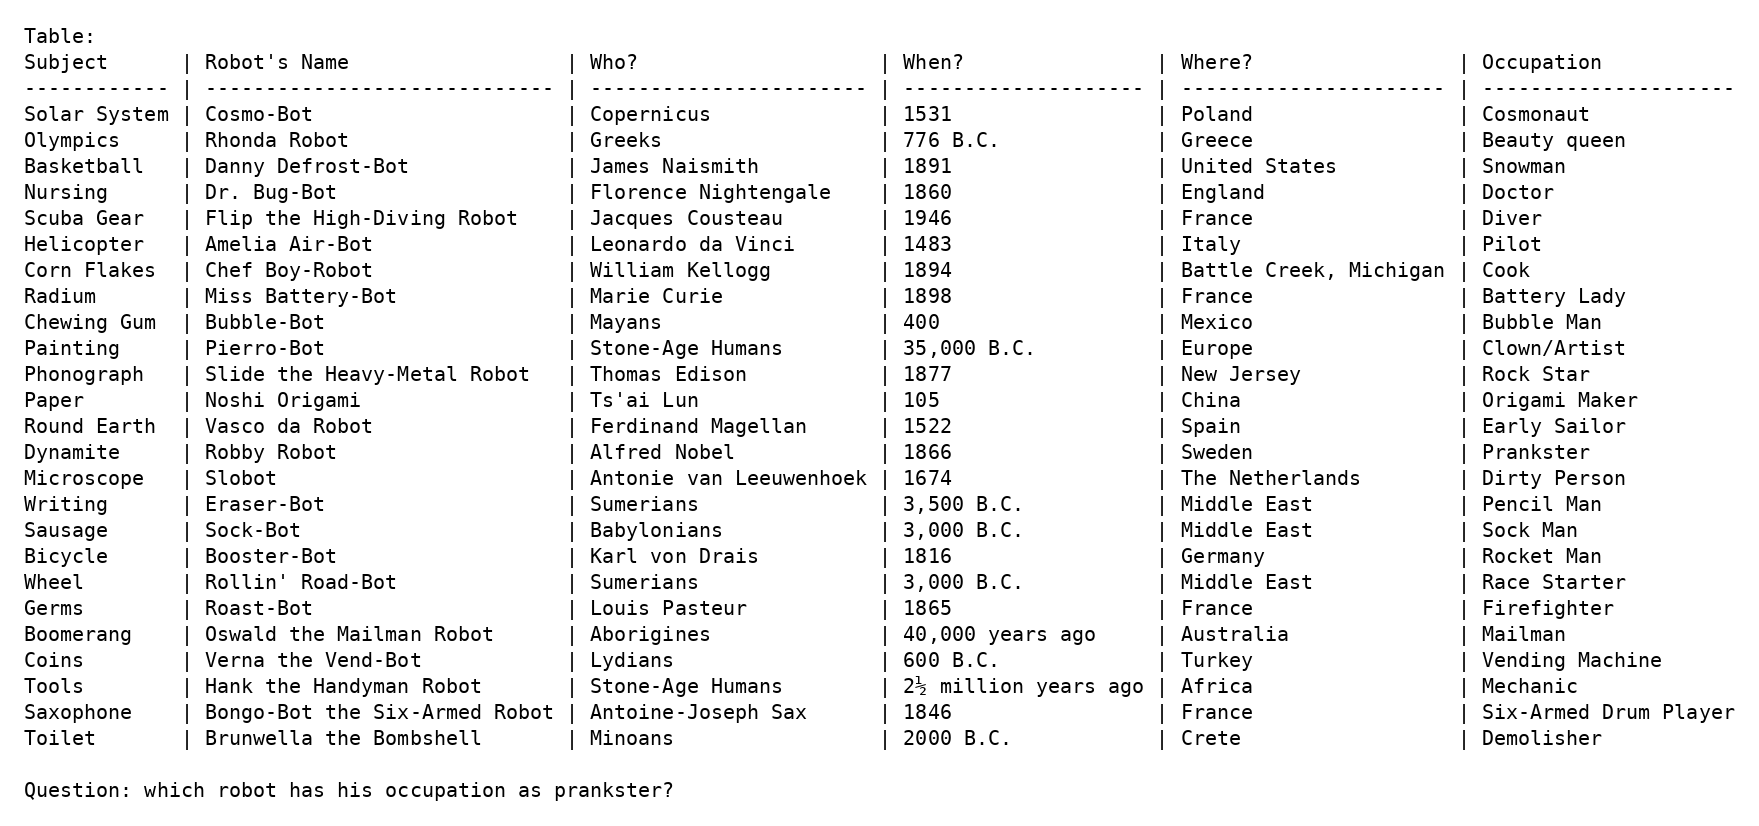 Table:
Subject      | Robot's Name                  | Who?                    | When?                | Where?                 | Occupation
------------ | ----------------------------- | ----------------------- | -------------------- | ---------------------- | ---------------------
Solar System | Cosmo-Bot                     | Copernicus              | 1531                 | Poland                 | Cosmonaut
Olympics     | Rhonda Robot                  | Greeks                  | 776 B.C.             | Greece                 | Beauty queen
Basketball   | Danny Defrost-Bot             | James Naismith          | 1891                 | United States          | Snowman
Nursing      | Dr. Bug-Bot                   | Florence Nightengale    | 1860                 | England                | Doctor
Scuba Gear   | Flip the High-Diving Robot    | Jacques Cousteau        | 1946                 | France                 | Diver
Helicopter   | Amelia Air-Bot                | Leonardo da Vinci       | 1483                 | Italy                  | Pilot
Corn Flakes  | Chef Boy-Robot                | William Kellogg         | 1894                 | Battle Creek, Michigan | Cook
Radium       | Miss Battery-Bot              | Marie Curie             | 1898                 | France                 | Battery Lady
Chewing Gum  | Bubble-Bot                    | Mayans                  | 400                  | Mexico                 | Bubble Man
Painting     | Pierro-Bot                    | Stone-Age Humans        | 35,000 B.C.          | Europe                 | Clown/Artist
Phonograph   | Slide the Heavy-Metal Robot   | Thomas Edison           | 1877                 | New Jersey             | Rock Star
Paper        | Noshi Origami                 | Ts'ai Lun               | 105                  | China                  | Origami Maker
Round Earth  | Vasco da Robot                | Ferdinand Magellan      | 1522                 | Spain                  | Early Sailor
Dynamite     | Robby Robot                   | Alfred Nobel            | 1866                 | Sweden                 | Prankster
Microscope   | Slobot                        | Antonie van Leeuwenhoek | 1674                 | The Netherlands        | Dirty Person
Writing      | Eraser-Bot                    | Sumerians               | 3,500 B.C.           | Middle East            | Pencil Man
Sausage      | Sock-Bot                      | Babylonians             | 3,000 B.C.           | Middle East            | Sock Man
Bicycle      | Booster-Bot                   | Karl von Drais          | 1816                 | Germany                | Rocket Man
Wheel        | Rollin' Road-Bot              | Sumerians               | 3,000 B.C.           | Middle East            | Race Starter
Germs        | Roast-Bot                     | Louis Pasteur           | 1865                 | France                 | Firefighter
Boomerang    | Oswald the Mailman Robot      | Aborigines              | 40,000 years ago     | Australia              | Mailman
Coins        | Verna the Vend-Bot            | Lydians                 | 600 B.C.             | Turkey                 | Vending Machine
Tools        | Hank the Handyman Robot       | Stone-Age Humans        | 2½ million years ago | Africa                 | Mechanic
Saxophone    | Bongo-Bot the Six-Armed Robot | Antoine-Joseph Sax      | 1846                 | France                 | Six-Armed Drum Player
Toilet       | Brunwella the Bombshell       | Minoans                 | 2000 B.C.            | Crete                  | Demolisher
Question: which robot has his occupation as prankster?